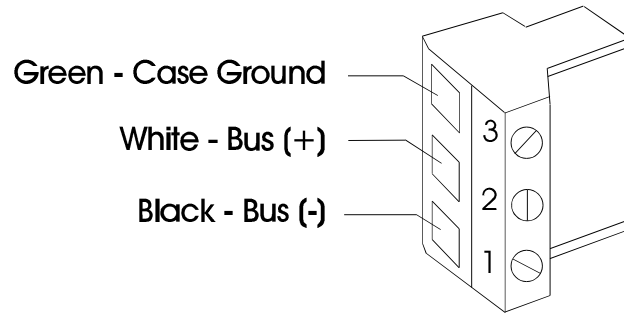 Green - Case Ground
3
White - Bus (+)
2
Black - Bus (-)
1